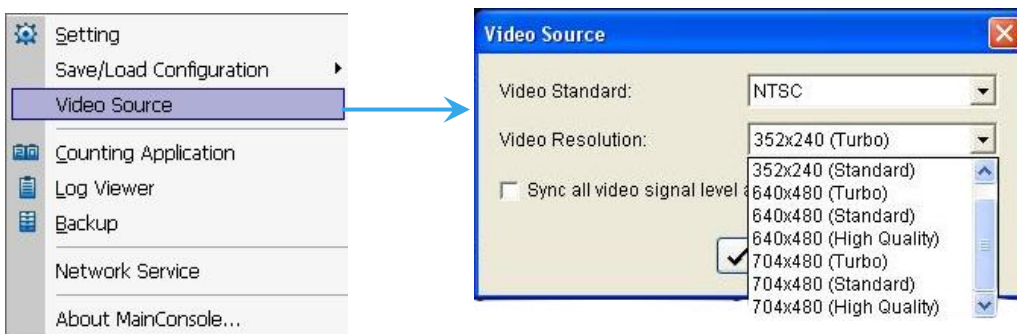 Setting
Save/Load Configuration
Video Source
Counting Application
Log Viewer
Backup
Network Service
About MainConsole...
Video Source
Video Standard:
NTSC
Video Resolution:
352x240 (Turbo)
352x240 (Standard)
Sync all video signal level
640x480 (Turbo)
640x480 (Standard)
640x480 (High Quality)
704x480 (Turbo)
704x480 (Standard)
704x480 (High Quality)